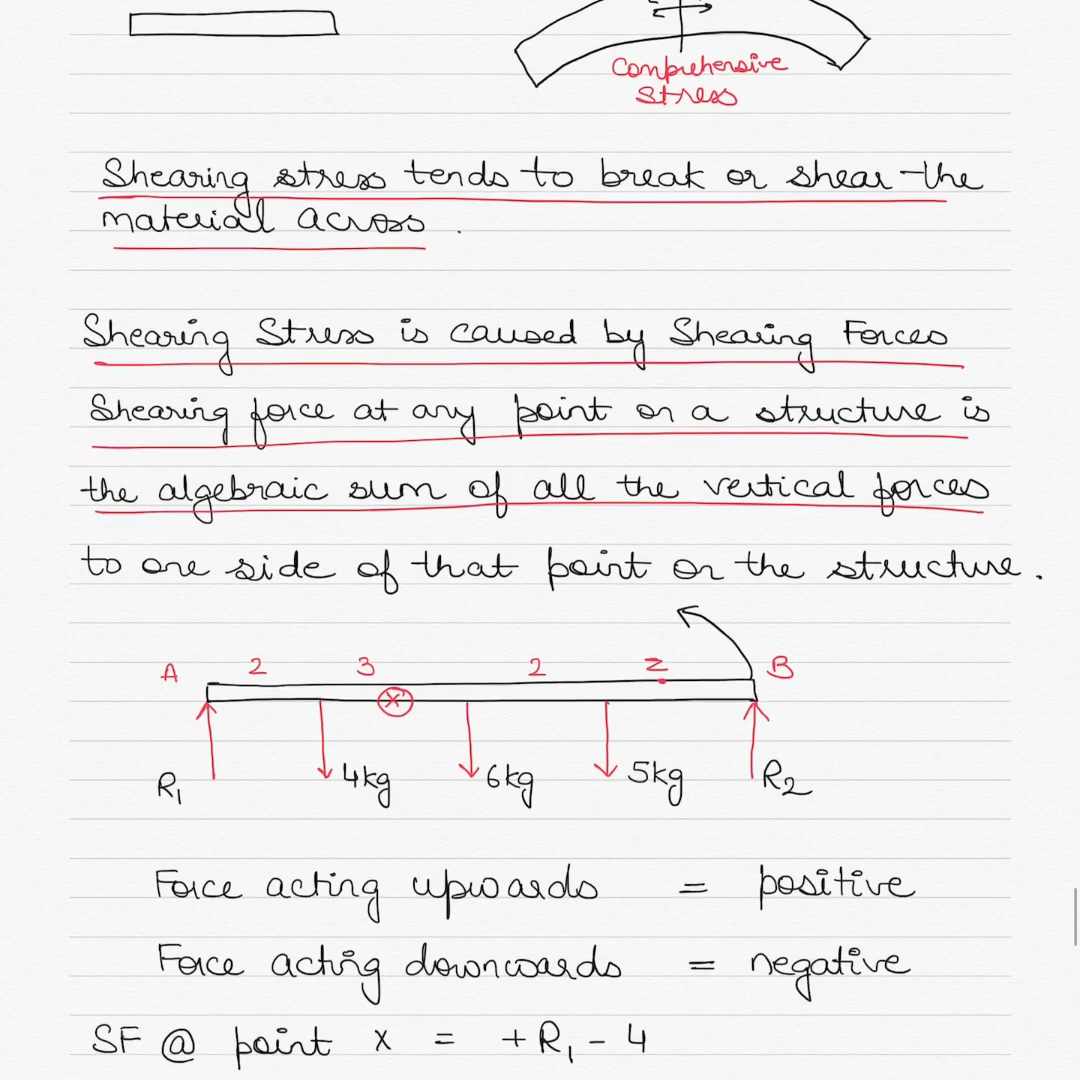 Comprehensive
Stress
Shearing stress tends to break or shear the
material across.
Shearing Stress is caused by Shearing Forces
Shearing force at any point on a structure is
the algebraic sum of all the vertical forces
to one side of that point or the structure.
A 2 3 2 2 B
x
R1 4kg 6kg 5kg R2
Force acting upwards = positive
Force acting downwards = negative
SF @ point x = +R1 - 4